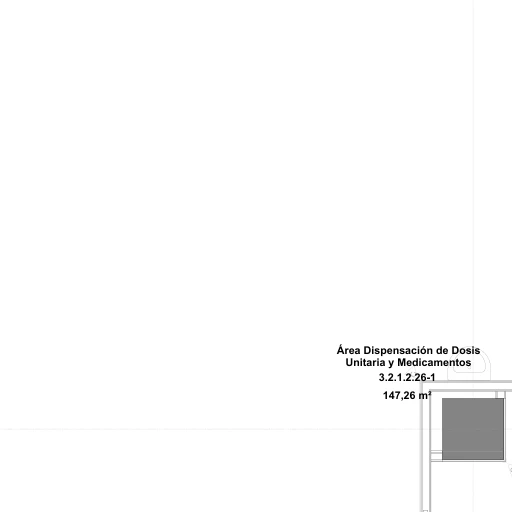 Área Dispensación de Dosis
Unitaria y Medicamentos
3.2.1.2.26-1
147,26 m²